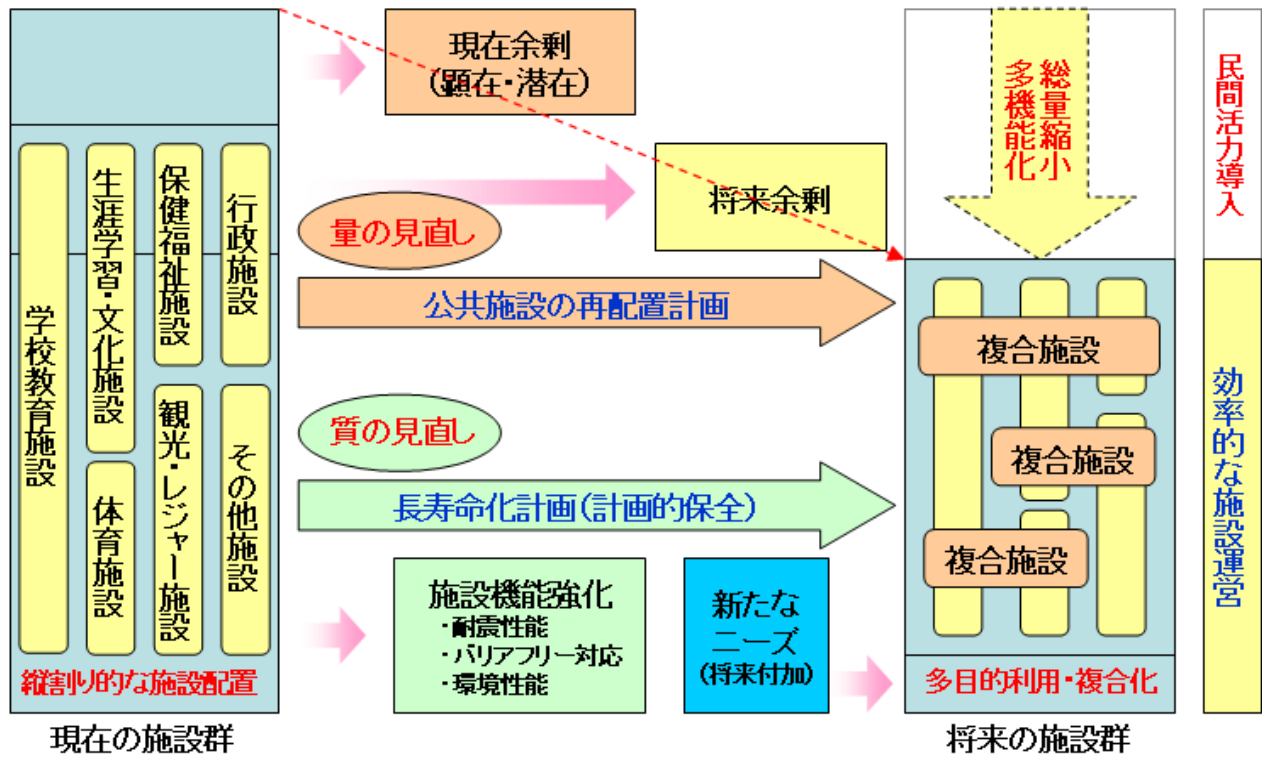 現在余剰
(顕在・潜在)
総量縮小
多機能化
民間活力導入
将来余剰
量の見直し
公共施設の再配置計画
学校教育施設
生涯学習・文化施設
保健福祉施設
行政施設
体育施設
観光・レジャー施設
その他施設
複合施設
複合施設
複合施設
効率的な施設運営
質の見直し
長寿命化計画(計画的保全)
施設機能強化
・耐震性能
・バリアフリー対応
・環境性能
新たな
ニーズ
(将来付加)
縦割り的な施設配置
多目的利用・複合化
現在の施設群
将来の施設群